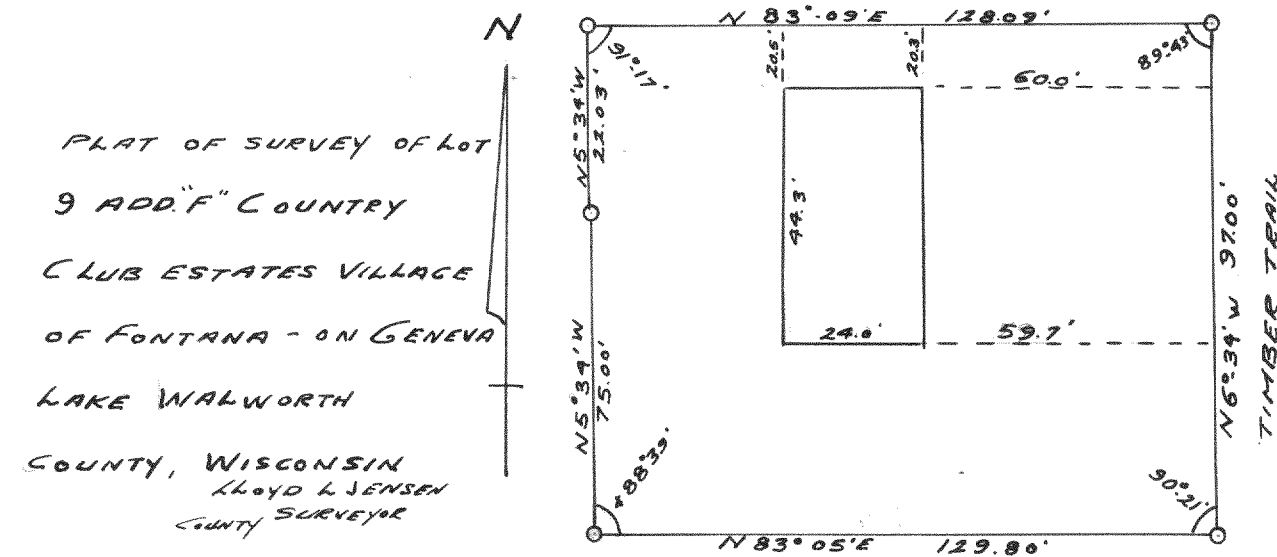 PLAT OF SURVEY OF LOT
9 ADD. "F" COUNTRY
CLUB ESTATES VILLAGE
OF FONTANA - ON GENEVA
LAKE WALWORTH
COUNTY, WISCONSIN
LLOYD L JENSEN
COUNTY SURVEYOR
N
N 83°-09'E 128.09'
91°-17'
89°-43'
20.5'
20.3'
60.0'
N5°34'W
22.03'
44.3'
24.0'
59.7'
N5°34'W
75.00'
N6°34'W 97.00'
TIMBER TRAIL
88°39'
90°-21'
N 83° 05'E 129.80'